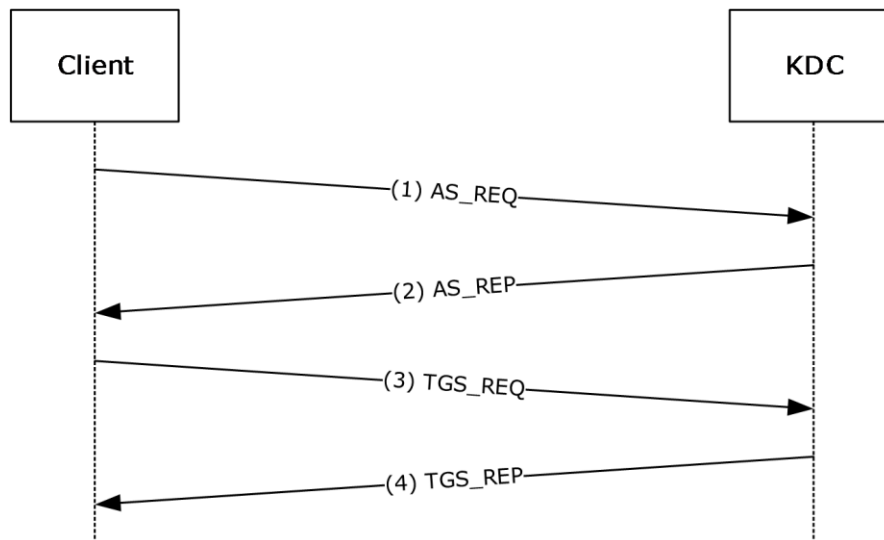 Client
KDC
(1) AS_REQ
(2) AS_REP
(3) TGS_REQ
(4) TGS_REP